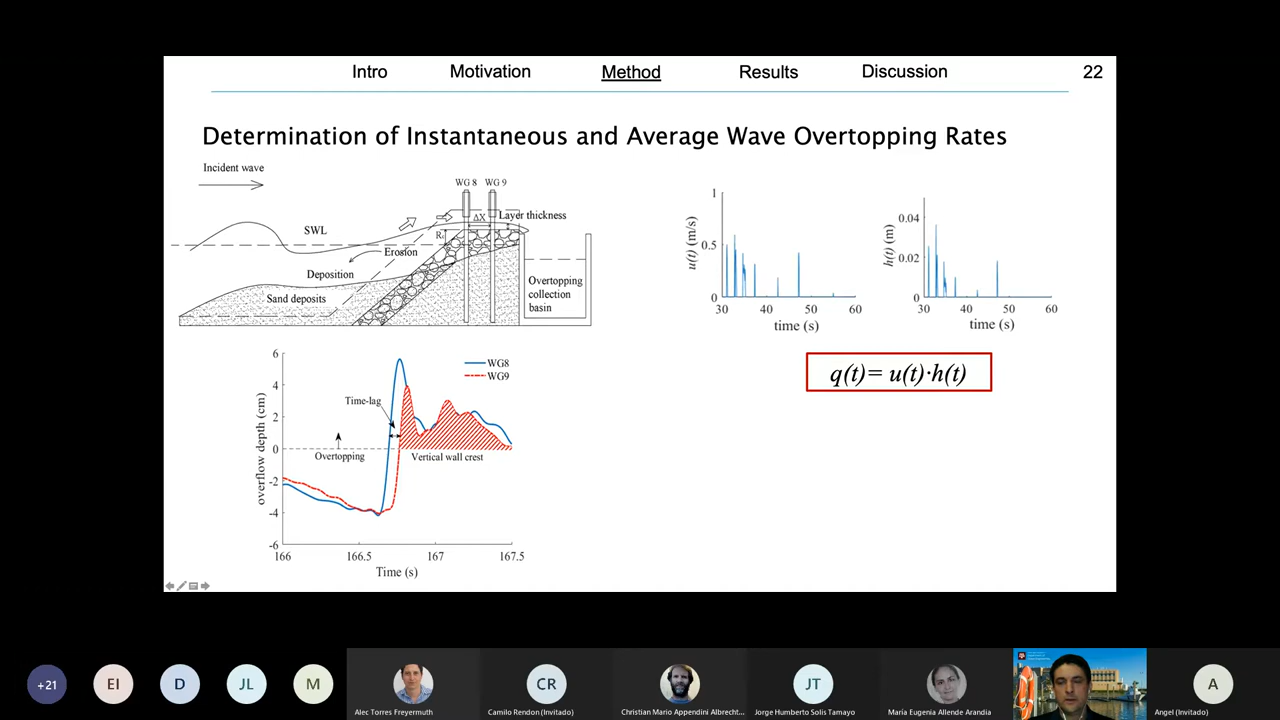 Intro Motivation Method Results Discussion 22
Determination of Instantaneous and Average Wave Overtopping Rates
Incident wave
WG 8 WG 9
ΔX
Layer thickness
SWL
Erosion
Deposition
Sand deposits
Overtopping
collection
basin
6
4
2
0
-2
-4
-6
overflow depth (cm)
WG8
WG9
Time-lag
Overtopping
Vertical wall crest
166 166.5 167 167.5
Time (s)
1
0.5
0
u(t) (m/s)
30 40 50 60
time (s)
0.04
0.02
0
h(t) (m)
30 40 50 60
time (s)
q(t)= u(t)·h(t)
+21
EI
D
JL
M
Alec Torres Freyermuth
CR
Camilo Rendon (Invitado)
Christian Mario Appendini Albrecht...
JT
Jorge Humberto Solis Tamayo
María Eugenia Allende Arandia
A
Angel (Invitado)